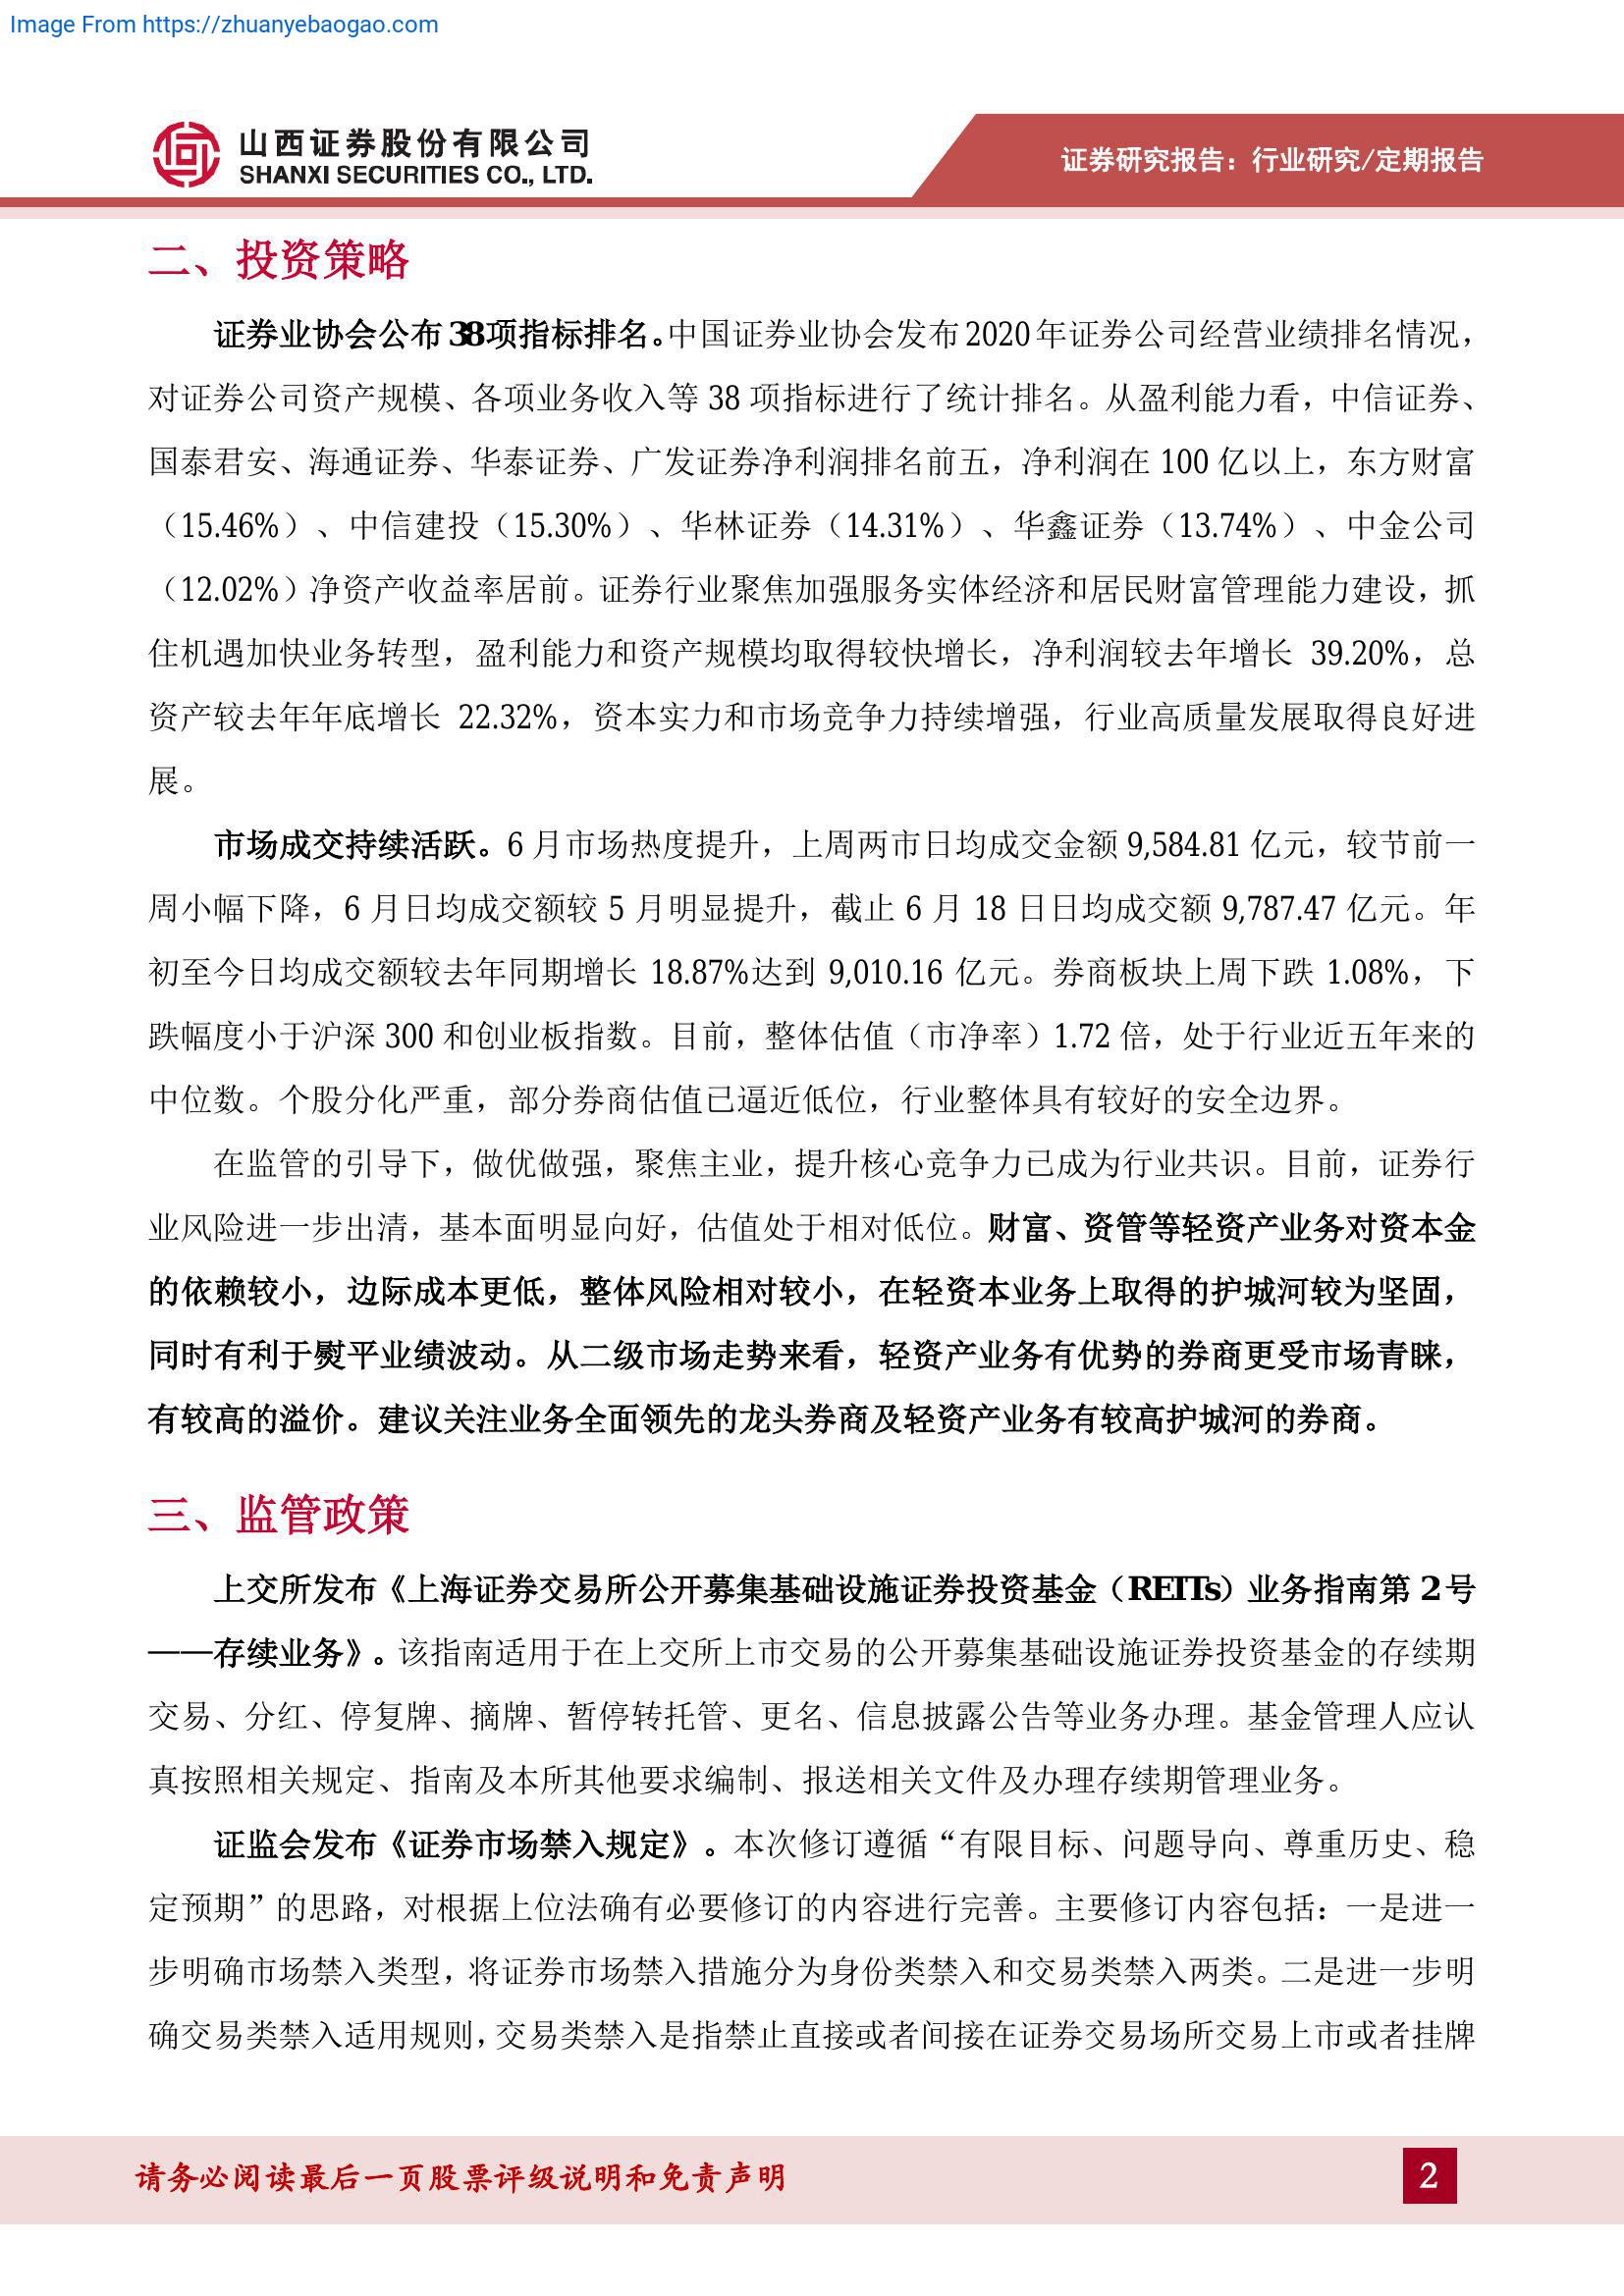 Image From https://zhuanyebaogao.com
山西证券股份有限公司
SHANXI SECURITIES CO., LTD.
证券研究报告：行业研究/定期报告
二、投资策略
证券业协会公布 38 项指标排名。中国证券业协会发布 2020 年证券公司经营业绩排名情况，
对证券公司资产规模、各项业务收入等 38 项指标进行了统计排名。从盈利能力看，中信证券、
国泰君安、海通证券、华泰证券、广发证券净利润排名前五，净利润在 100 亿以上，东方财富
（15.46%）、中信建投（15.30%）、华林证券（14.31%）、华鑫证券（13.74%）、中金公司
（12.02%）净资产收益率居前。证券行业聚焦加强服务实体经济和居民财富管理能力建设，抓
住机遇加快业务转型，盈利能力和资产规模均取得较快增长，净利润较去年增长 39.20%，总
资产较去年年底增长 22.32%，资本实力和市场竞争力持续增强，行业高质量发展取得良好进
展。
市场成交持续活跃。6 月市场热度提升，上周两市日均成交金额 9,584.81 亿元，较节前一
周小幅下降，6 月日均成交额较 5 月明显提升，截止 6 月 18 日日均成交额 9,787.47 亿元。年
初至今日均成交额较去年同期增长 18.87%达到 9,010.16 亿元。券商板块上周下跌 1.08%，下
跌幅度小于沪深 300 和创业板指数。目前，整体估值（市净率）1.72 倍，处于行业近五年来的
中位数。个股分化严重，部分券商估值已逼近低位，行业整体具有较好的安全边界。
在监管的引导下，做优做强，聚焦主业，提升核心竞争力已成为行业共识。目前，证券行
业风险进一步出清，基本面明显向好，估值处于相对低位。财富、资管等轻资产业务对资本金
的依赖较小，边际成本更低，整体风险相对较小，在轻资本业务上取得的护城河较为坚固，
同时有利于熨平业绩波动。从二级市场走势来看，轻资产业务有优势的券商更受市场青睐，
有较高的溢价。建议关注业务全面领先的龙头券商及轻资产业务有较高护城河的券商。
三、监管政策
上交所发布《上海证券交易所公开募集基础设施证券投资基金（REITs）业务指南第 2 号
——存续业务》。该指南适用于在上交所上市交易的公开募集基础设施证券投资基金的存续期
交易、分红、停复牌、摘牌、暂停转托管、更名、信息披露公告等业务办理。基金管理人应认
真按照相关规定、指南及本所其他要求编制、报送相关文件及办理存续期管理业务。
证监会发布《证券市场禁入规定》。本次修订遵循“有限目标、问题导向、尊重历史、稳
定预期”的思路，对根据上位法确有必要修订的内容进行完善。主要修订内容包括：一是进一
步明确市场禁入类型，将证券市场禁入措施分为身份类禁入和交易类禁入两类。二是进一步明
确交易类禁入适用规则，交易类禁入是指禁止直接或者间接在证券交易场所交易上市或者挂牌
请务必阅读最后一页股票评级说明和免责声明
2